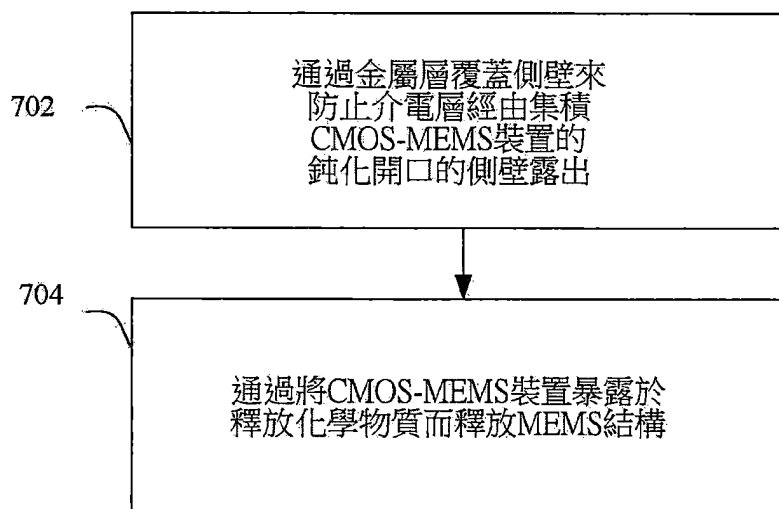 702
通過金屬層覆蓋側壁來
防止介電層經由集積
CMOS-MEMS裝置的
鈍化開口的側壁露出
704
通過將CMOS-MEMS裝置暴露於
釋放化學物质而釋放MEMS結構